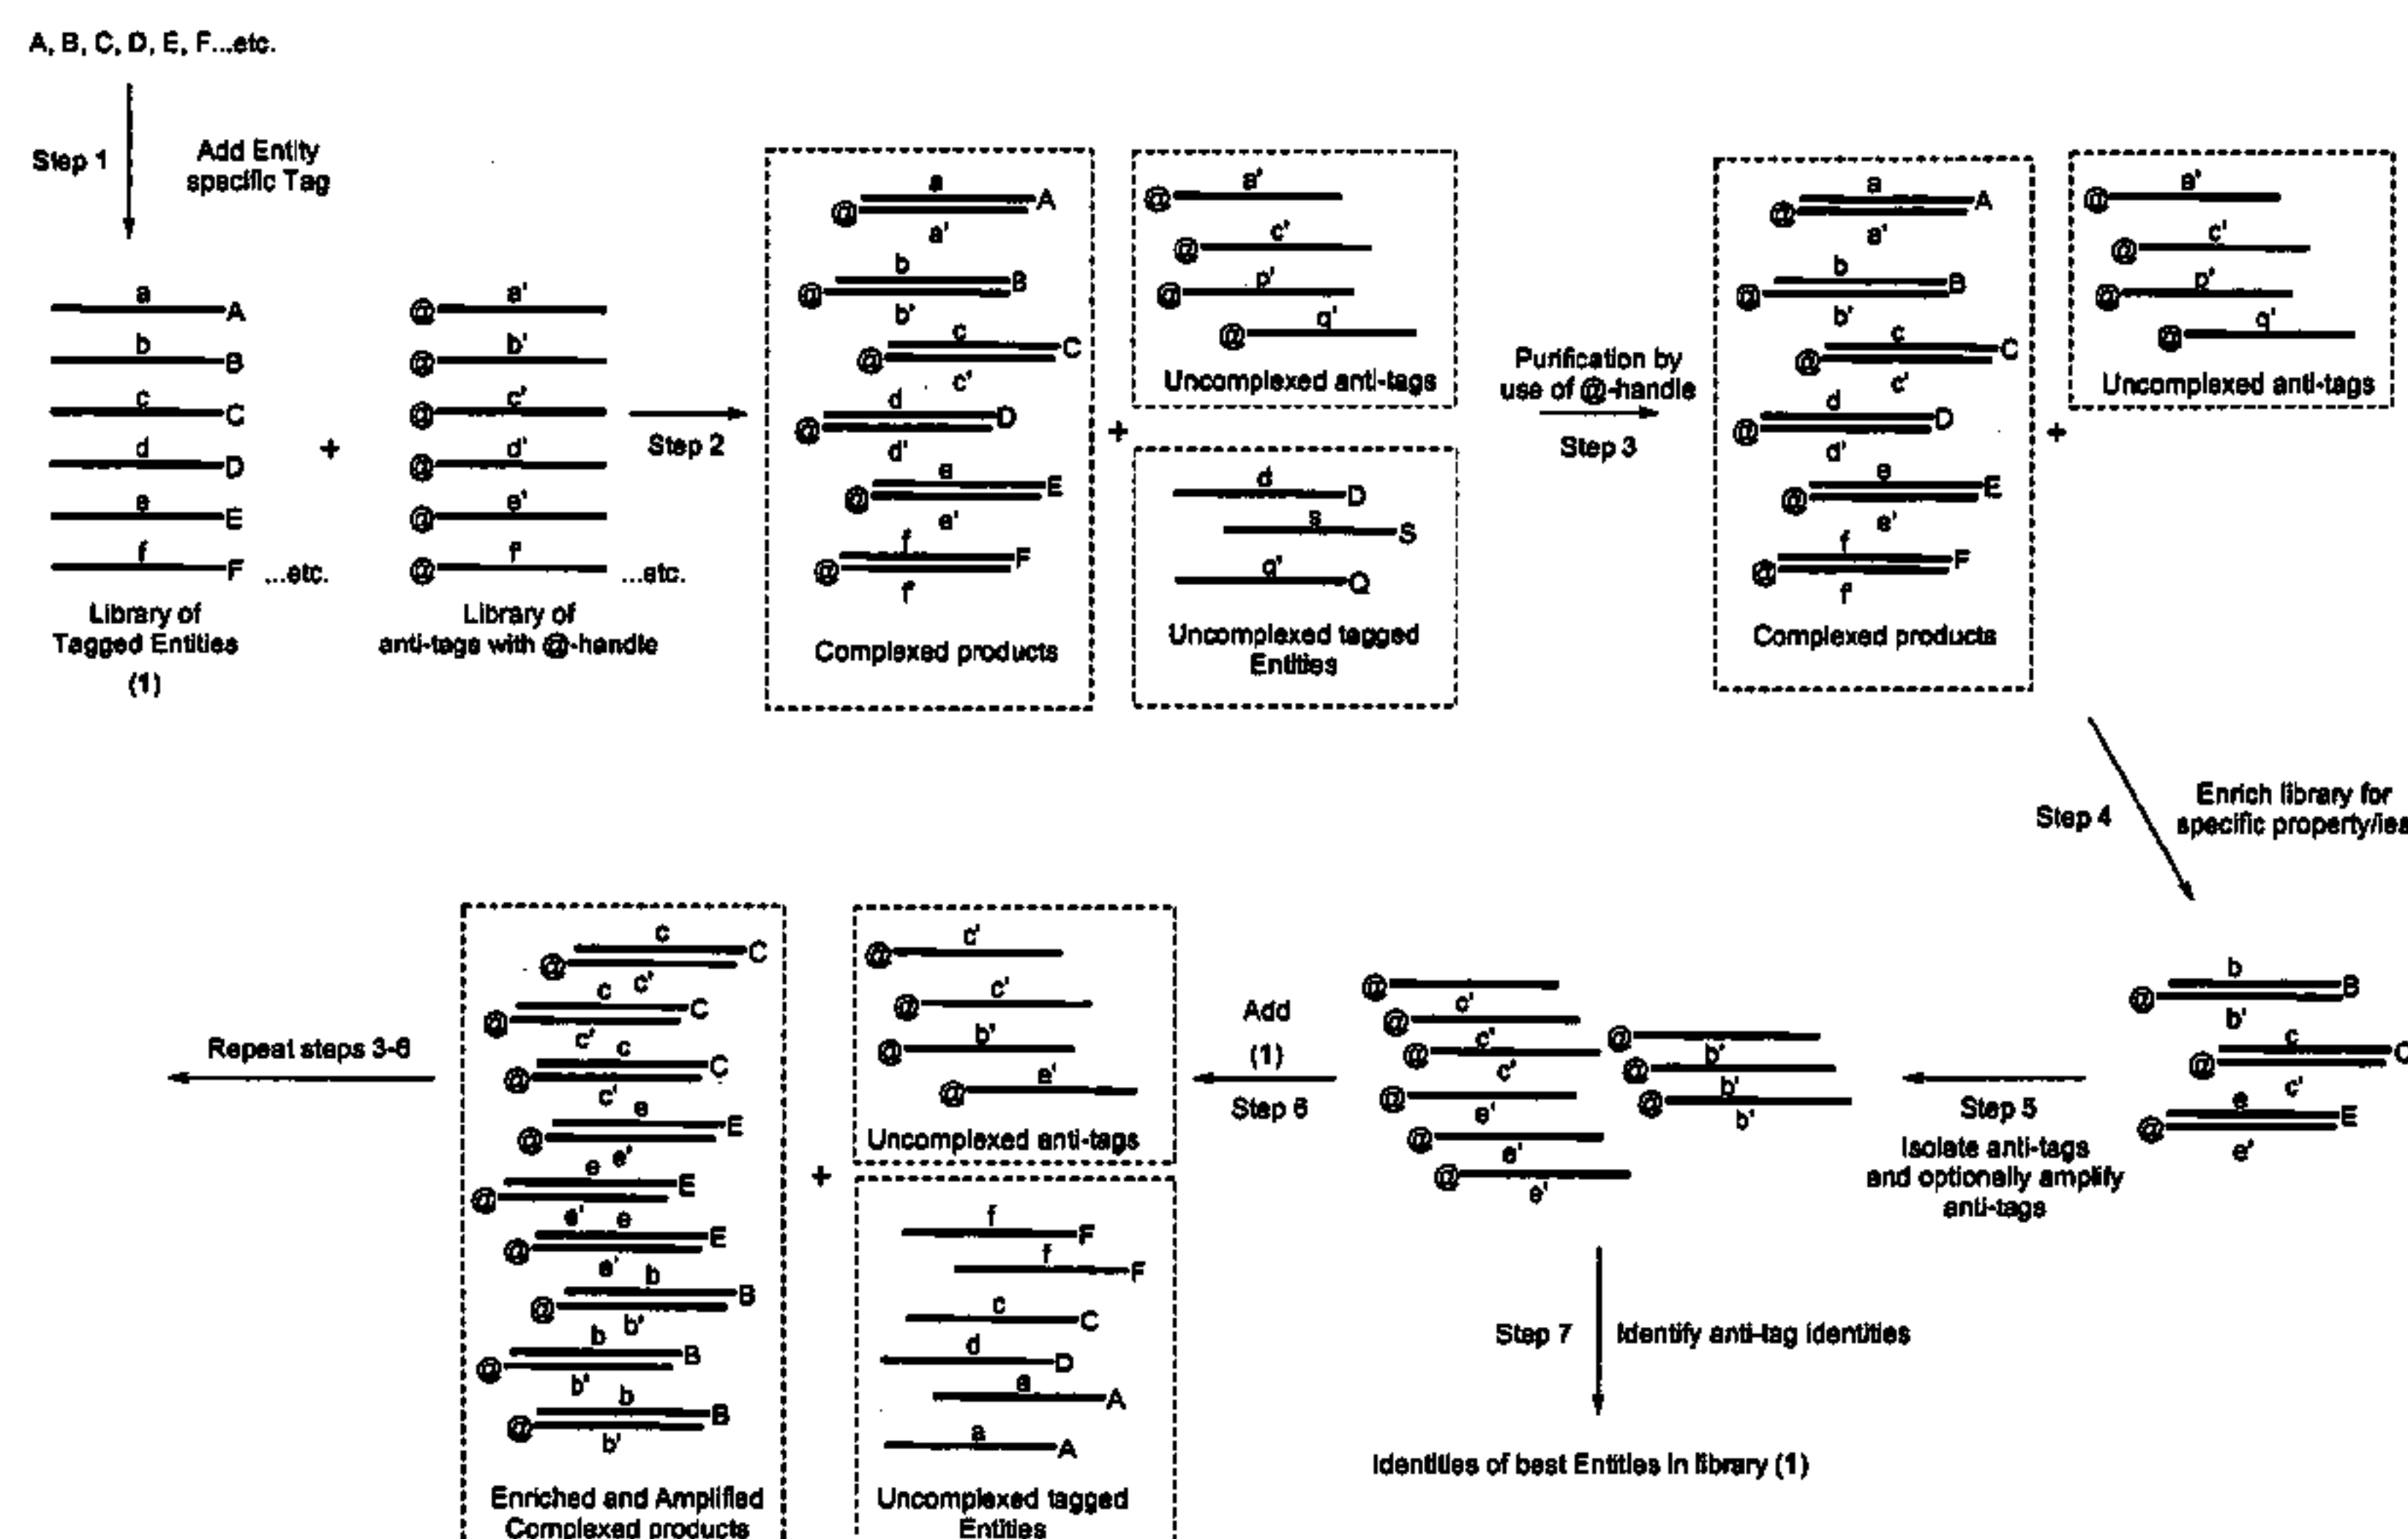 A, B, C, D, E, F...etc.
Step 1
Add Entity
specific Tag
a
A
b
B
c
C
d
D
e
E
f
F ...etc.
Library of
Tagged Entities
(1)
+
@ a'
@ b'
@ c'
@ d'
@ e'
@ f'
...etc.
Library of
anti-tags with @-handle
Step 2
a
@ A
a'
b
@ B
b'
c
@ C
c'
d
@ D
d'
e
@ E
e'
f
@ F
f'
Complexed products
+
@ a'
@ c'
@ p'
@ q'
Uncomplexed anti-tags
d
D
s
S
q'
Q
Uncomplexed tagged
Entities
Purification by
use of @-handle
Step 3
a
@ A
a'
b
@ B
b'
c
@ C
c'
d
@ D
d'
e
@ E
e'
f
@ F
f'
Complexed products
+
@ a'
@ c'
@ p'
@ q'
Uncomplexed anti-tags
Step 4
Enrich library for
b
@ B
b'
c
@ C
c'
e
@ E
e'
Step 5
Isolate anti-tags
and optionally amplify
anti-tags
@ c'
@ c'
@ c'
@ e'
@ e'
@ e'
@ b'
@ b'
@ b'
Add
(1)
Step 6
@ c'
@ c'
@ b'
@ e'
Uncomplexed anti-tags
+
f
F
f
F
c
C
d
D
a
A
a
A
Uncomplexed tagged
Entities
c
@ C
c'
c
@ C
c'
c
@ C
c'
e
@ E
e'
e
@ E
e'
e
@ E
e'
b
@ B
b'
b
@ B
b'
b
@ B
b'
Enriched and Amplified
Complexed products
Repeat steps 3-6
Step 7
Identify anti-tag identities
Identities of best Entities in library (1)